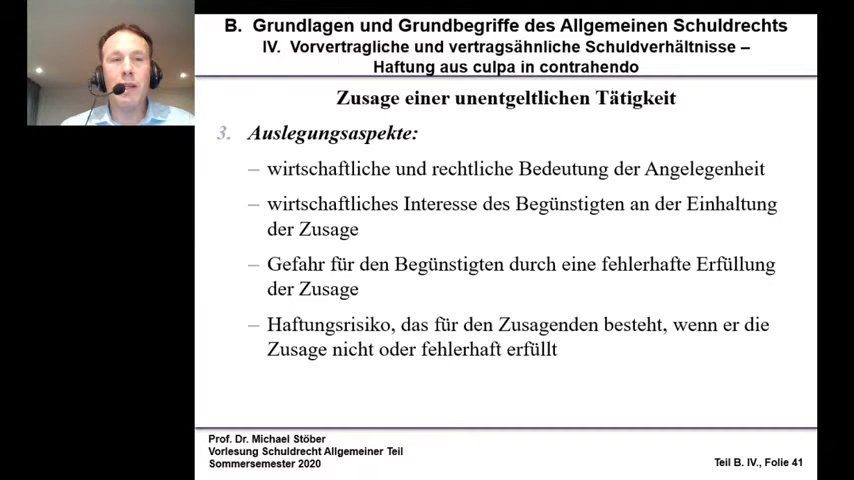 B. Grundlagen und Grundbegriffe des Allgemeinen Schuldrechts
IV. Vorvertragliche und vertragsähnliche Schuldverhältnisse –
Haftung aus culpa in contrahendo
Zusage einer unentgeltlichen Tätigkeit
3. Auslegungsaspekte:
– wirtschaftliche und rechtliche Bedeutung der Angelegenheit
– wirtschaftliches Interesse des Begünstigten an der Einhaltung
der Zusage
– Gefahr für den Begünstigten durch eine fehlerhafte Erfüllung
der Zusage
– Haftungsrisiko, das für den Zusagenden besteht, wenn er die
Zusage nicht oder fehlerhaft erfüllt
Prof. Dr. Michael Stöber
Vorlesung Schuldrecht Allgemeiner Teil
Sommersemester 2020
Teil B. IV., Folie 41